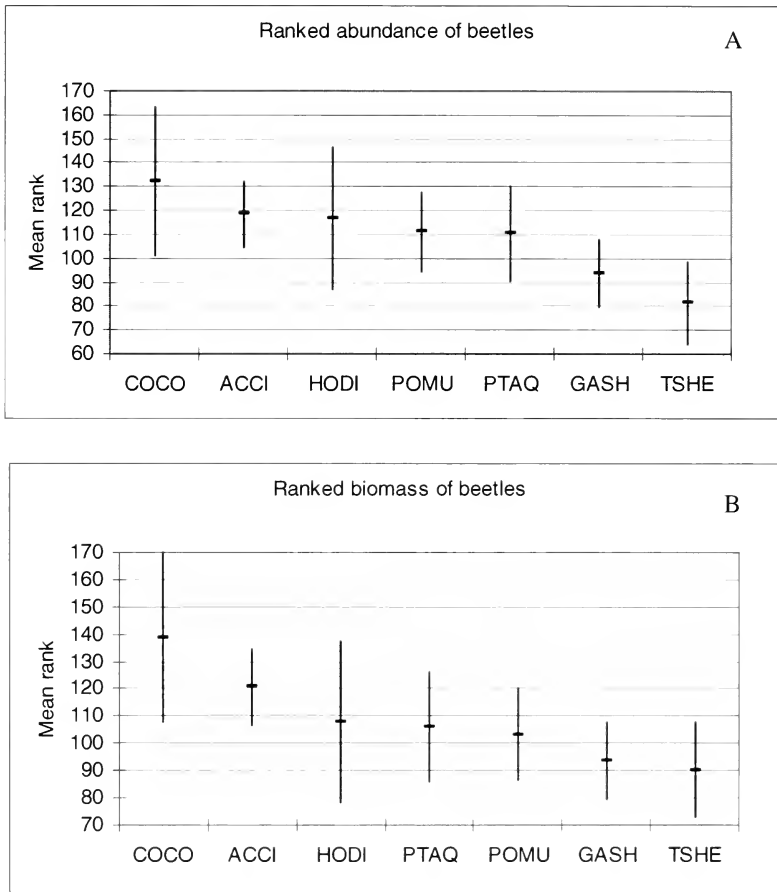 Ranked abundance of beetles
A
Mean rank
170
160
150
140
130
120
110
100
90
80
70
60
COCO ACCI HODI POMU PTAQ GASH TSHE
Ranked biomass of beetles
B
Mean rank
170
160
150
140
130
120
110
100
90
80
70
COCO ACCI HODI PTAQ POMU GASH TSHE